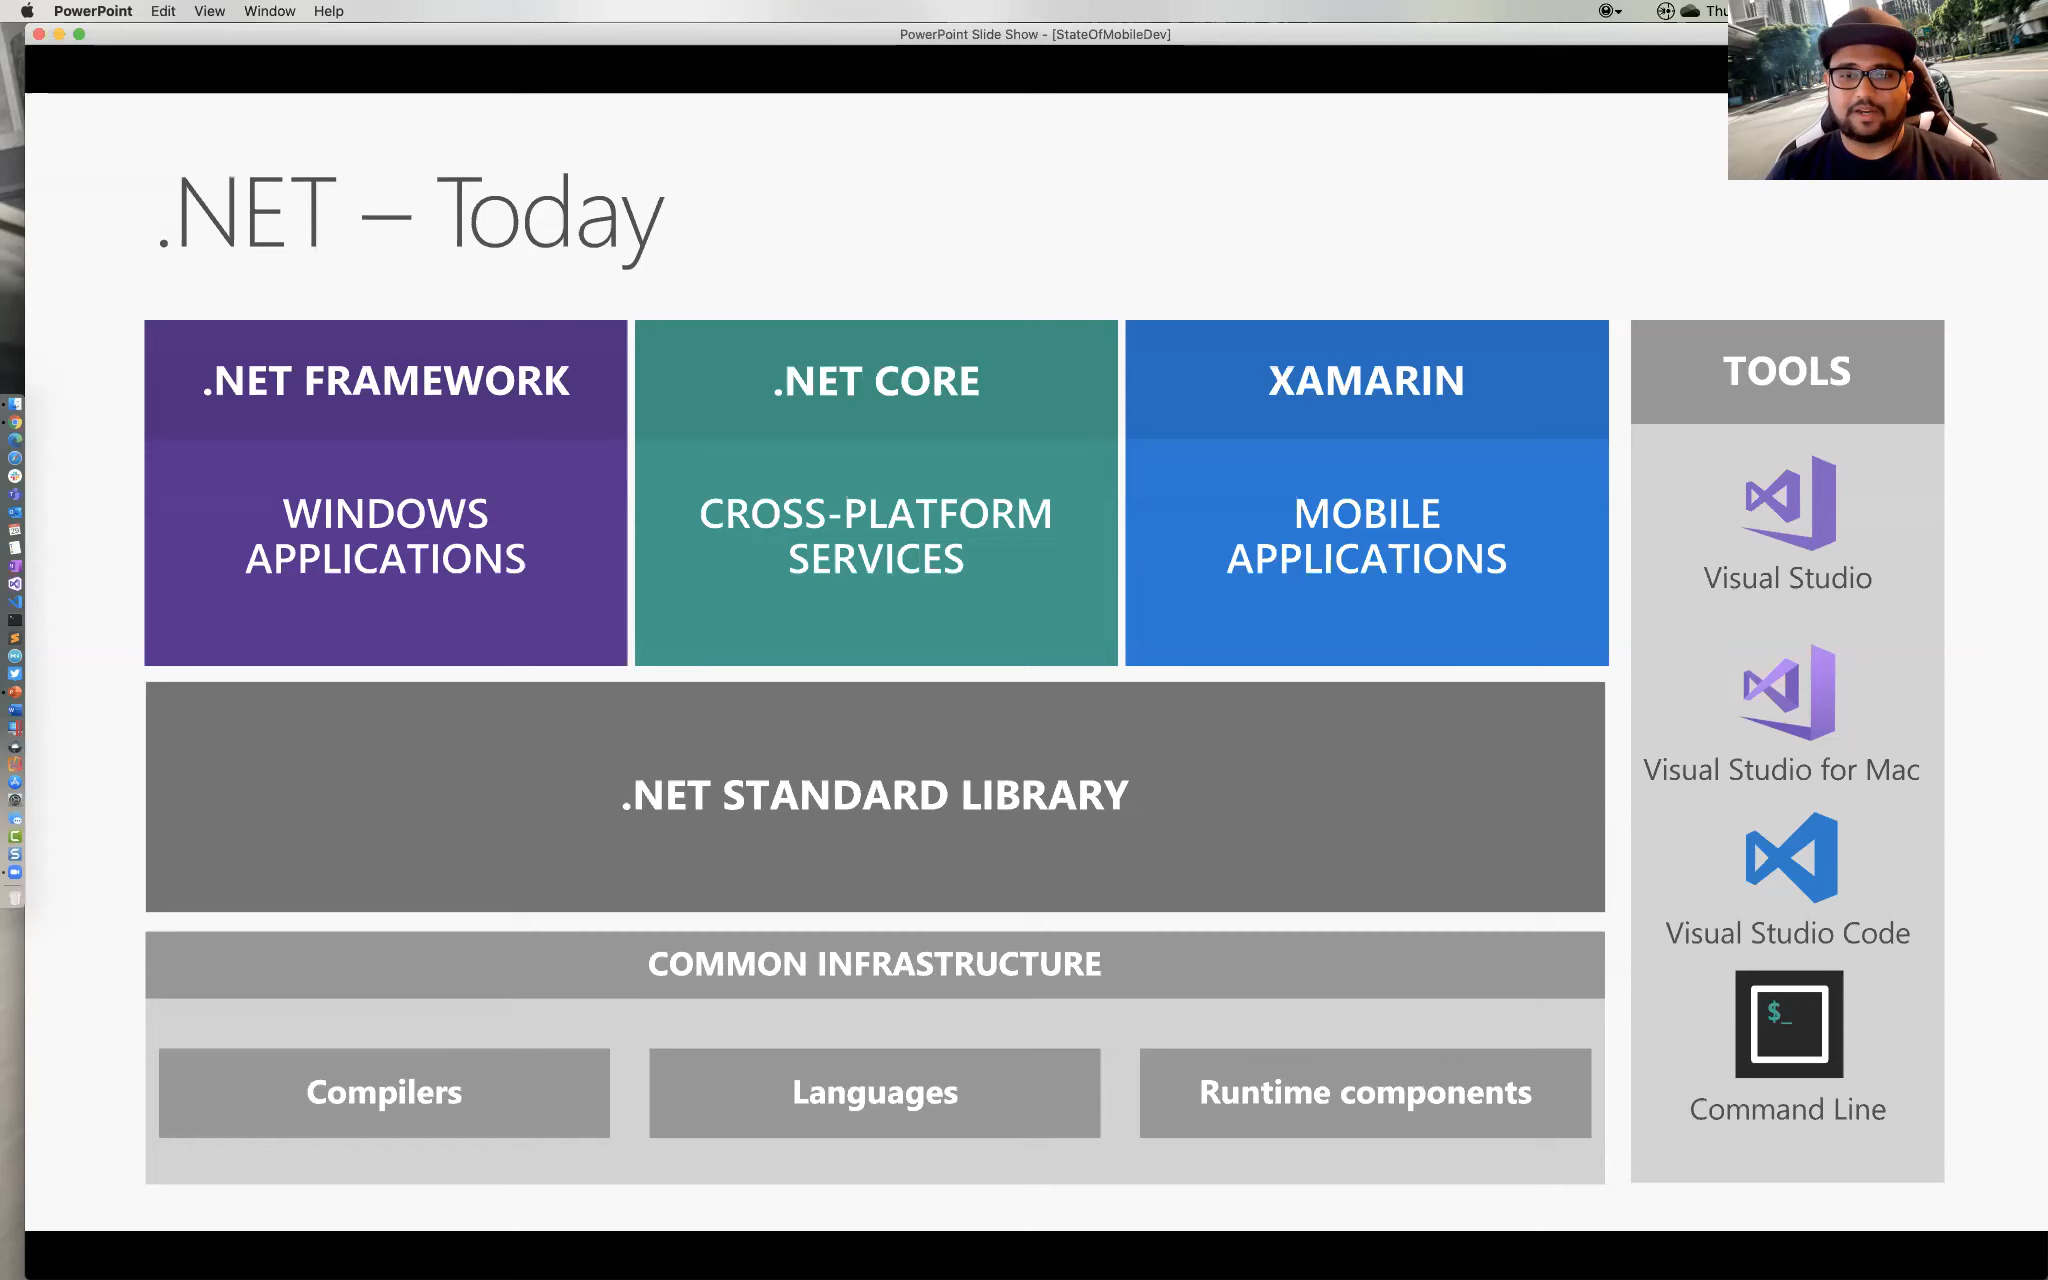 PowerPoint Edit View Window Help
Thu
PowerPoint Slide Show - [StateOfMobileDev]
.NET – Today
.NET FRAMEWORK
WINDOWS
APPLICATIONS
.NET CORE
CROSS-PLATFORM
SERVICES
XAMARIN
MOBILE
APPLICATIONS
.NET STANDARD LIBRARY
COMMON INFRASTRUCTURE
Compilers
Languages
Runtime components
TOOLS
Visual Studio
Visual Studio for Mac
Visual Studio Code
$_
Command Line